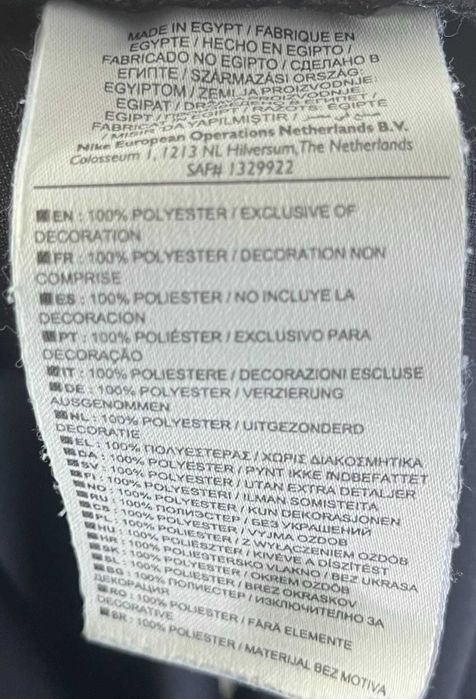 MADE IN EGYPT / FABRIQUE EN
EGYPTE / HECHO EN EGIPTO /
FABRICADO NO EGIPTO / СДЕЛАНО В
ЕГИПТЕ / SZÁRMAZÁSI ORSZÁG:
EGYIPTOM / ZEMLJA PROIZVODNJE:
EGIPAT /
EGIPT / EGIPTE
/ MISIR'DA YAPILMIŞTIR /
Nike European Operations Netherlands B.V.
Colosseum 1, 1213 NL Hilversum, The Netherlands
SAF# 1329922
EN : 100% POLYESTER / EXCLUSIVE OF
DECORATION
FR : 100% POLYESTER / DECORATION NON
COMPRISE
ES : 100% POLIESTER / NO INCLUYE LA
DECORACION
PT : 100% POLIÉSTER / EXCLUSIVO PARA
DECORAÇÃO
IT : 100% POLIESTERE / DECORAZIONI ESCLUSE
DE : 100% POLYESTER / VERZIERUNG
AUSGENOMMEN
NL : 100% POLYESTER / UITGEZONDERD
DECORATIE
EL : 100% ΠΟΛΥΕΣΤΕΡΑΣ / ΧΩΡΙΣ ΔΙΑΚΟΣΜΗΤΙΚΑ
DA : 100% POLYESTER / PYNT IKKE INDBEFATTET
SV : 100% POLYESTER / UTAN EXTRA DETALJER
FI : 100% POLYESTERI / ILMAN SOMISTEITA
NO : 100% POLYESTER / KUN DEKORASJONEN
RU : 100% ПОЛИЭСТЕР / БЕЗ УКРАШЕНИЙ
CS : 100% POLYESTER / VYJMA OZDOB
PL : 100% POLIESTER / Z WYŁĄCZENIEM OZDÓB
HU : 100% POLIÉSZTER / KIVÉVE A DÍSZÍTÉST
HR : 100% POLIESTERSKO VLAKNO / BEZ UKRASA
SK : 100% POLYESTER / OKREM OZDÔB
SL : 100% POLIESTER / BREZ OKRASKOV
BG : 100% ПОЛИЕСТЕР / ИЗКЛЮЧИТЕЛНО ЗА
ДЕКОРАЦИЯ
RO : 100% POLIESTER / FĂRĂ ELEMENTE
DECORATIVE
SR : 100% POLIESTER / MATERIJAL BEZ MOTIVA